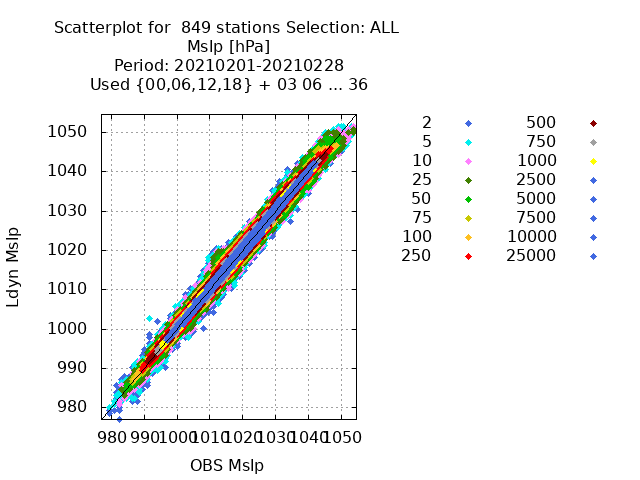 Scatterplot for  849 stations Selection: ALL
Mslp [hPa]
Period: 20210201-20210228
Used {00,06,12,18} + 03 06 ... 36
1050
1040
1030
1020
1010
1000
990
980
Ldyn Mslp
980 990 1000 1010 1020 1030 1040 1050
OBS Mslp
2 500
5 750
10 1000
25 2500
50 5000
75 7500
100 10000
250 25000